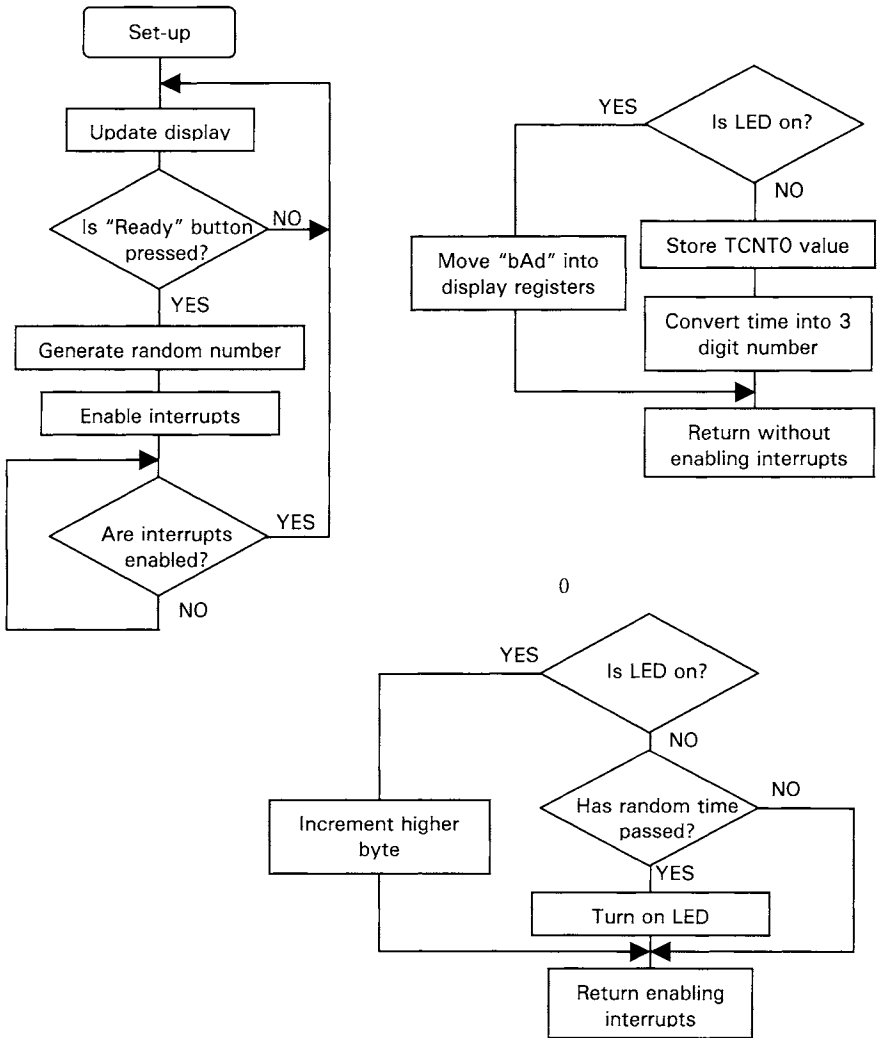 Set-up
Update display
Is "Ready" button
pressed?
NO
YES
Generate random number
Enable interrupts
Are interrupts
enabled?
YES
NO
Is LED on?
YES
NO
Move "bAd" into
display registers
Store TCNT0 value
Convert time into 3
digit number
Return without
enabling interrupts
0
Is LED on?
YES
NO
Increment higher
byte
Has random time
passed?
NO
YES
Turn on LED
Return enabling
interrupts